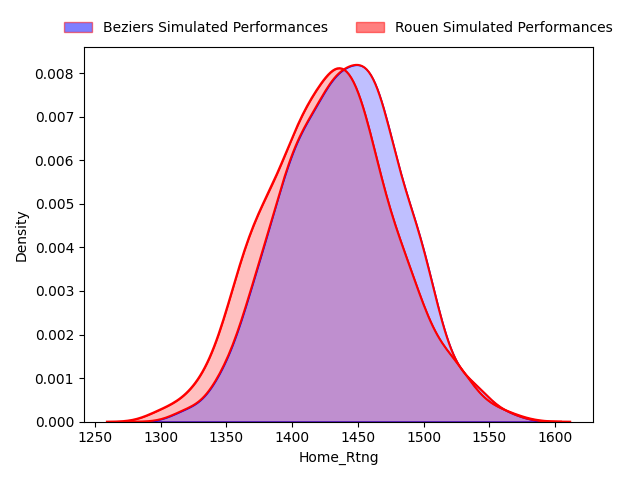 Beziers Simulated Performances Rouen Simulated Performances
0.008
0.007
0.006
0.005
0.004
0.003
0.002
0.001
0.000
Density
1250 1300 1350 1400 1450 1500 1550 1600
Home_Rtng